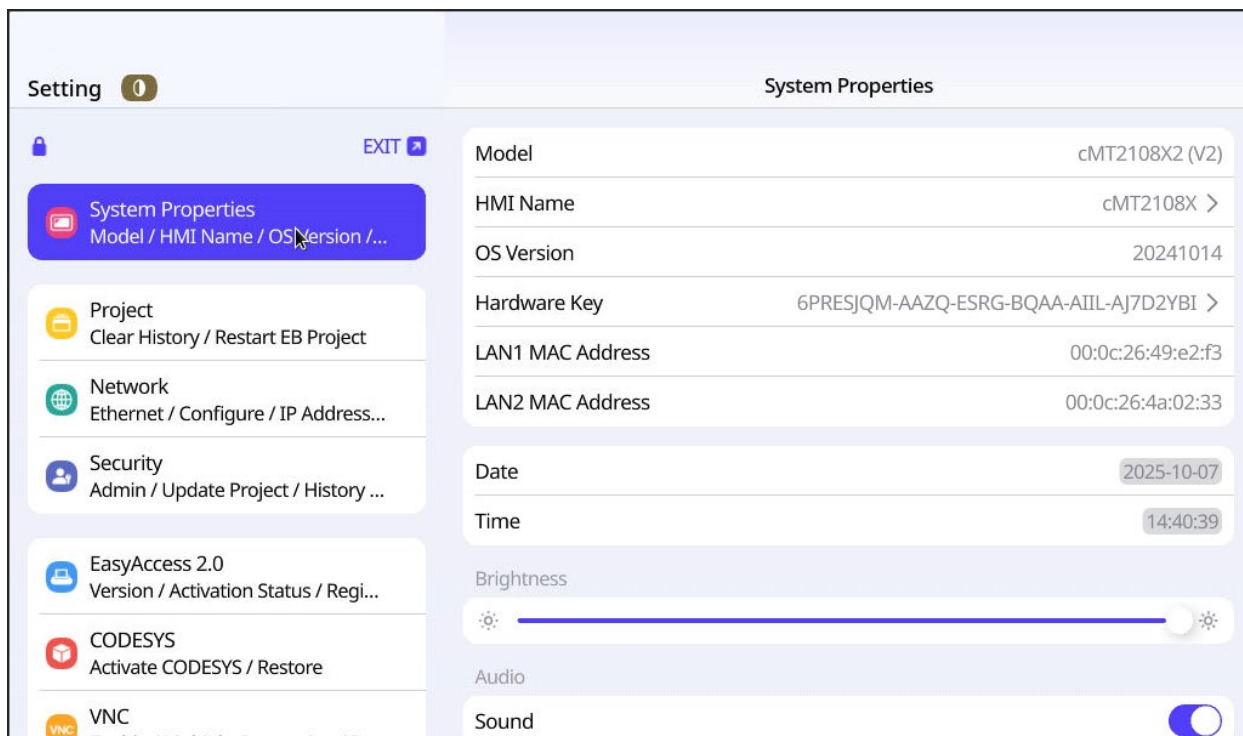 Setting
System Properties
EXIT
System Properties
Model / HMI Name / OS Version /...
Project
Clear History / Restart EB Project
Network
Ethernet / Configure / IP Address...
Security
Admin / Update Project / History ...
EasyAccess 2.0
Version / Activation Status / Regi...
CODESYS
Activate CODESYS / Restore
VNC
VNC
Model cMT2108X2 (V2)
HMI Name cMT2108X
OS Version 20241014
Hardware Key 6PRESJQM-AAZQ-ESRG-BQAA-AIIL-AJ7D2YBI
LAN1 MAC Address 00:0c:26:49:e2:f3
LAN2 MAC Address 00:0c:26:4a:02:33
Date 2025-10-07
Time 14:40:39
Brightness
Audio
Sound